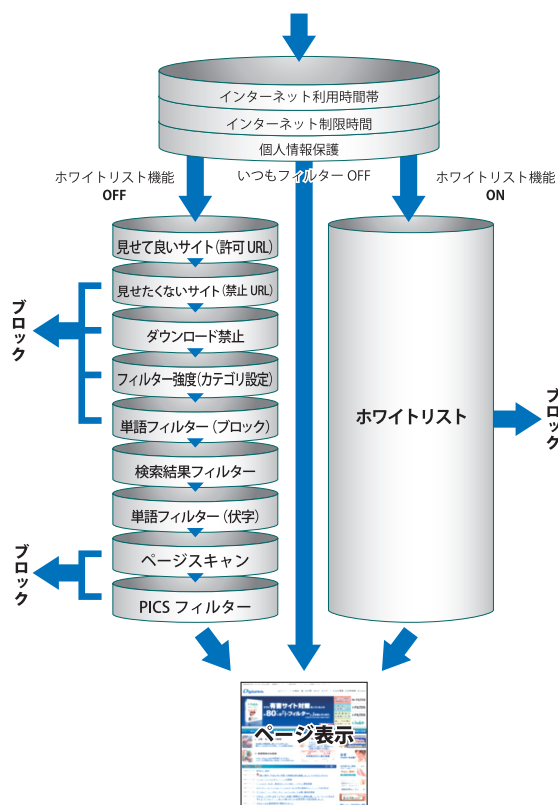 インターネット利用時間帯
インターネット制限時間
個人情報保護
ホワイトリスト機能
OFF
いつもフィルター OFF
ホワイトリスト機能
ON
見せて良いサイト(許可 URL)
見せたくないサイト(禁止 URL)
ダウンロード禁止
フィルター強度(カテゴリ設定)
単語フィルター(ブロック)
検索結果フィルター
単語フィルター(伏字)
ページスキャン
PICS フィルター
ブロック
ブロック
ホワイトリスト
ブロック
有害サイト対策
ページ表示